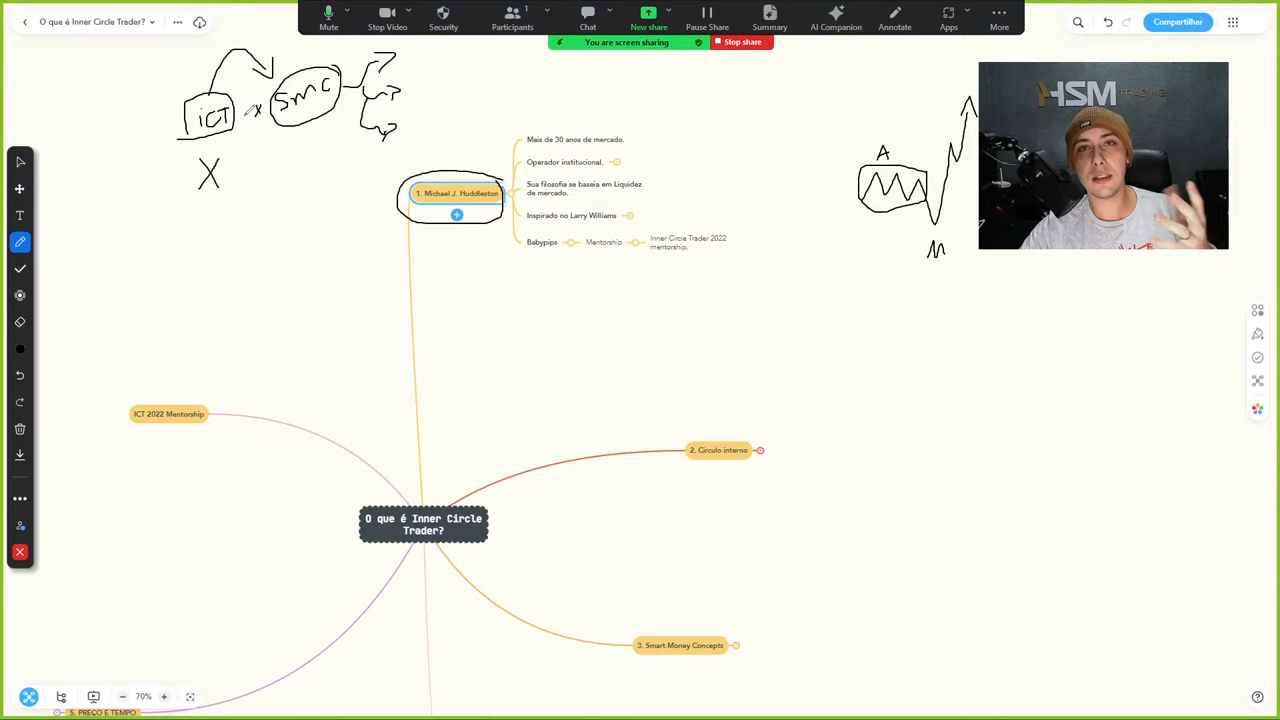 O que é Inner Circle Trader?
Mute
Stop Video
Security
Participants
1
Chat
New share
Pause Share
Summary
AI Companion
Annotate
Apps
More
Compartilhar
You are screen sharing
Stop share
ICT
x
SMC
X
HSM TRADING
A
M
1. Michael J. Huddleston
Mais de 30 anos de mercado.
Operador institucional.
Sua filosofia se baseia em Liquidez
de mercado.
Inspirado no Larry Williams
Babypips
Mentorship
Inner Circle Trader 2022
mentorship.
ICT 2022 Mentorship
2. Circulo interno
O que é Inner Circle
Trader?
3. Smart Money Concepts
5. PREÇO E TEMPO
70%